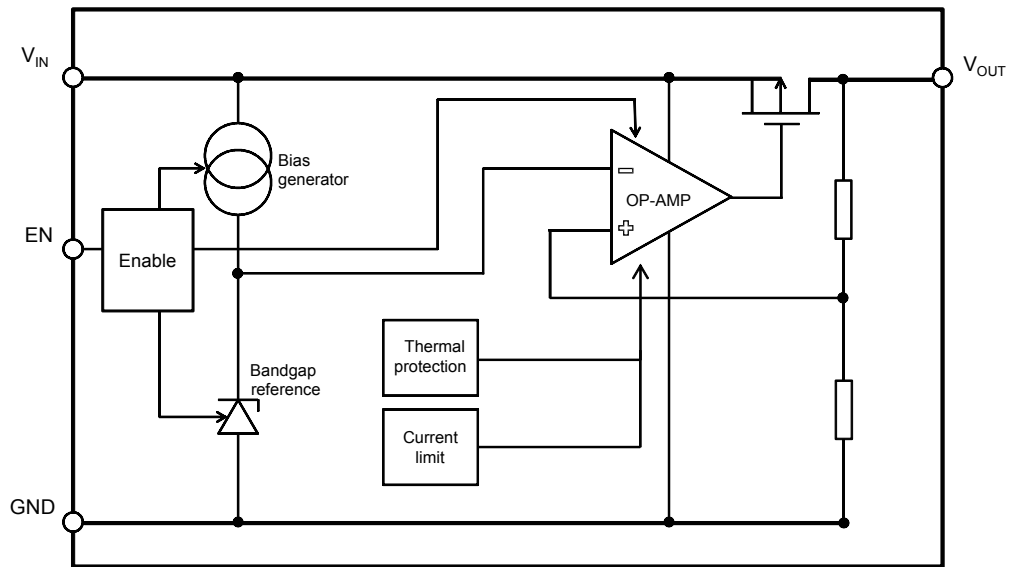 V_IN
V_OUT
Bias
generator
−
OP-AMP
+
EN
Enable
Thermal
protection
Bandgap
reference
Current
limit
GND